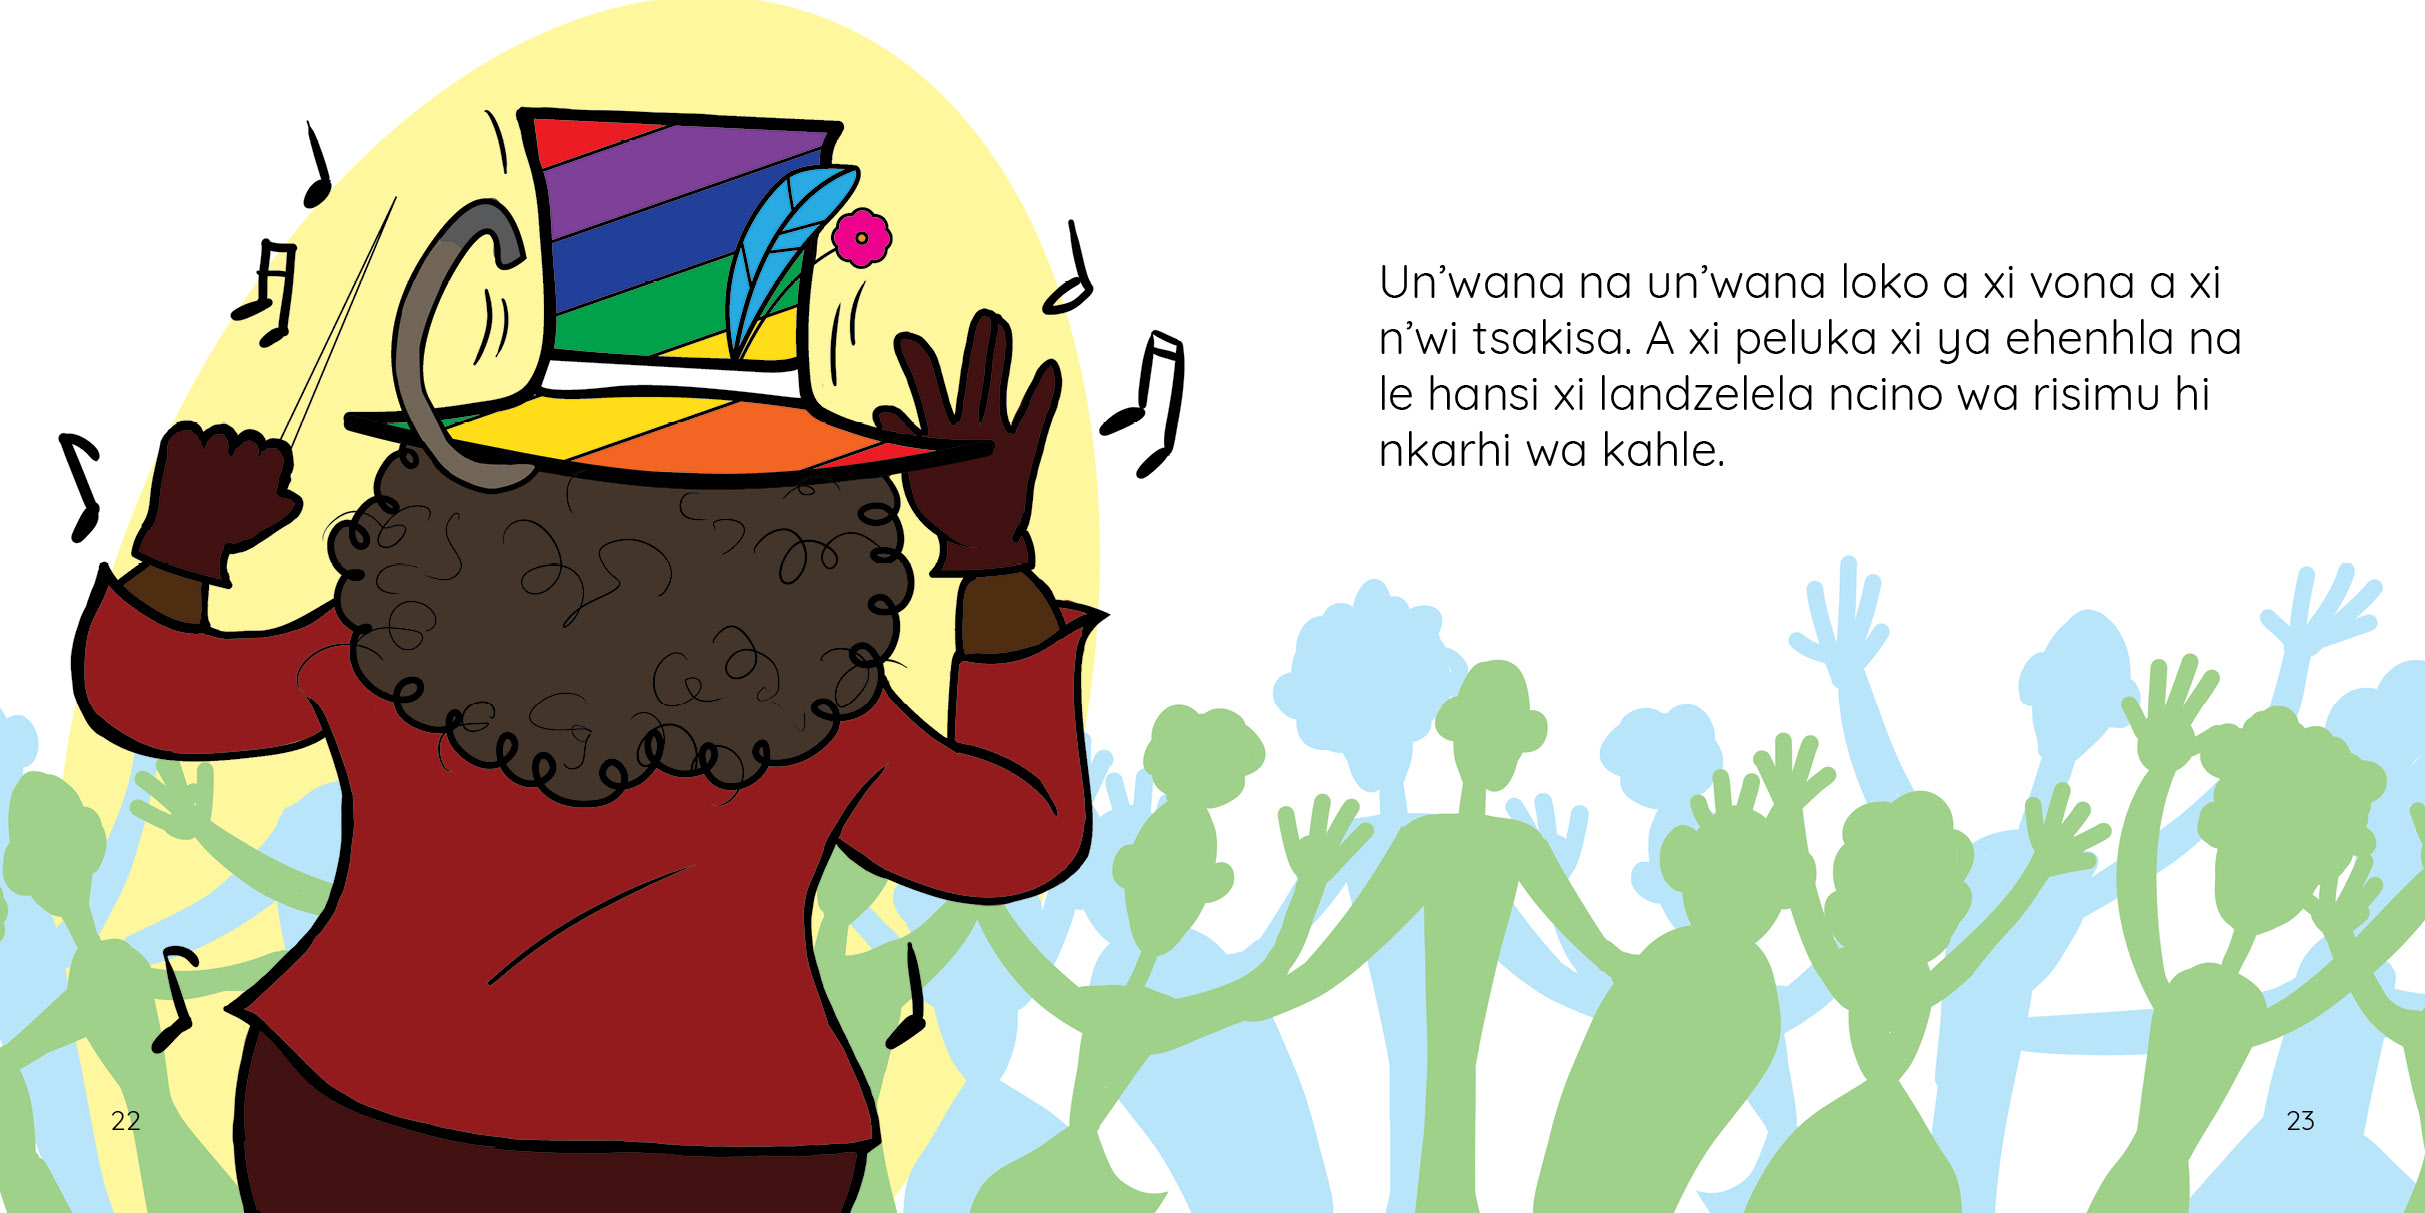 Un’wana na un’wana loko a xi vona a xi
n’wi tsakisa. A xi peluka xi ya ehenhla na
le hansi xi landzelela ncino wa risimu hi
nkarhi wa kahle.
22
23